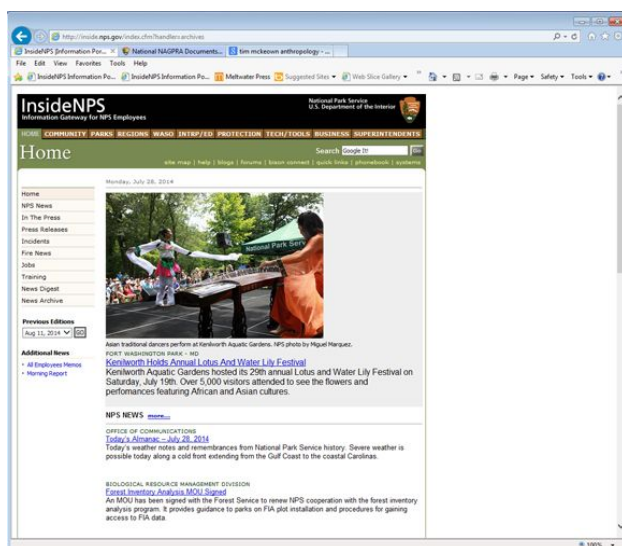 http://inside.nps.gov/index.cfm?handler=archives
InsideNPS [Information Por... National NAGPRA Documents... tim mckeown anthropology - ...
File Edit View Favorites Tools Help
InsideNPS Information Po... InsideNPS Information Po... Meltwater Press Suggested Sites Web Slice Gallery Page Safety Tools
InsideNPS
Information Gateway for NPS Employees
National Park Service
U.S. Department of the Interior
HOME COMMUNITY PARKS REGIONS WASO INTRP/ED PROTECTION TECH/TOOLS BUSINESS SUPERINTENDENTS
Home
Search Google It! Go
site map | help | blogs | forums | bison connect | quick links | phonebook | systems
Monday, July 28, 2014
Home
NPS News
In The Press
Press Releases
Incidents
Fire News
Jobs
Training
News Digest
News Archive
Previous Editions
Aug 11, 2014 GO
Additional News
All Employees Memos
Morning Report
National Park Serv
Asian traditional dancers perform at Kenilworth Aquatic Gardens. NPS photo by Miguel Marquez.
FORT WASHINGTON PARK - MD
Kenilworth Holds Annual Lotus And Water Lily Festival
Kenilworth Aquatic Gardens hosted its 29th annual Lotus and Water Lily Festival on
Saturday, July 19th. Over 5,000 visitors attended to see the flowers and
perfomances featuring African and Asian cultures.
NPS NEWS more...
OFFICE OF COMMUNICATIONS
Today's Almanac – July 28, 2014
Today's weather notes and remembrances from National Park Service history. Severe weather is
possible today along a cold front extending from the Gulf Coast to the coastal Carolinas.
BIOLOGICAL RESOURCE MANAGEMENT DIVISION
Forest Inventory Analysis MOU Signed
An MOU has been signed with the Forest Service to renew NPS cooperation with the forest inventory
analysis program. It provides guidance to parks on FIA plot installation and procedures for gaining
access to FIA data.
100%